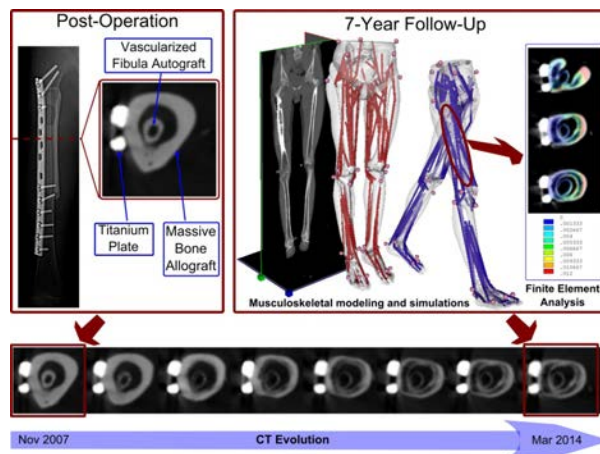 Post-Operation
Vascularized
Fibula Autograft
Titanium
Plate
Massive
Bone
Allograft
7-Year Follow-Up
Musculoskeletal modeling and simulations
Finite Element
Analysis
Nov 2007
CT Evolution
Mar 2014